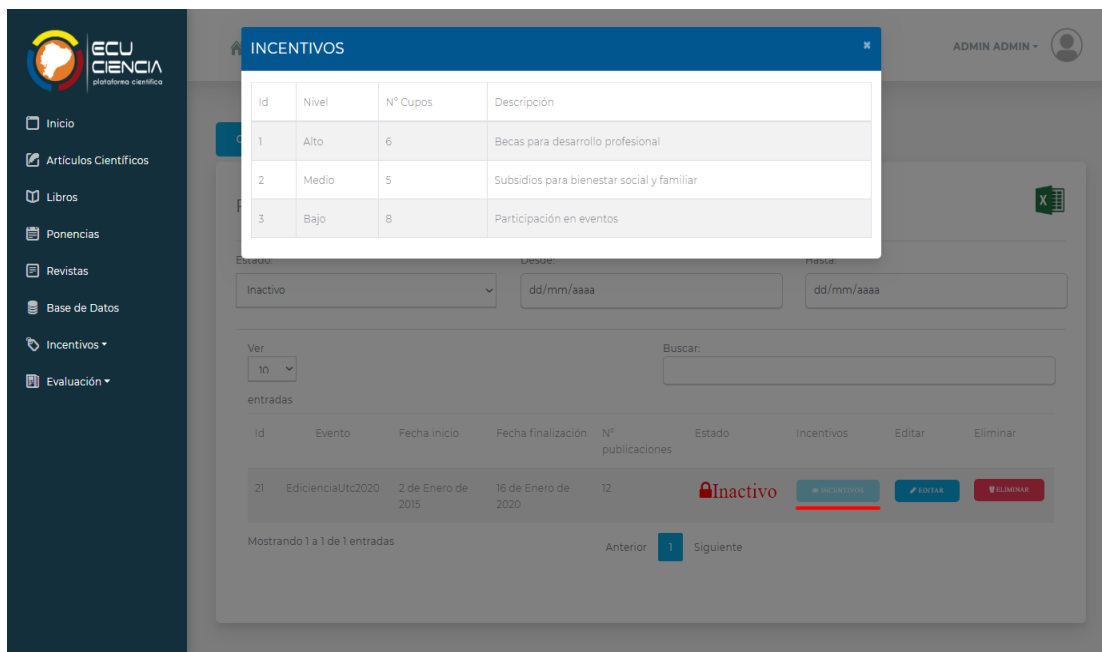 ECU
CIENCIA
plataforma científica
Inicio
Artículos Científicos
Libros
Ponencias
Revistas
Base de Datos
Incentivos
Evaluación
ADMIN ADMIN
INCENTIVOS ×
Id Nivel N° Cupos Descripción
1 Alto 6 Becas para desarrollo profesional
2 Medio 5 Subsidios para bienestar social y familiar
3 Bajo 8 Participación en eventos
Estado: Desde: Hasta:
Inactivo dd/mm/aaaa dd/mm/aaaa
Ver Buscar:
10
entradas
Id Evento Fecha inicio Fecha finalización N° publicaciones Estado Incentivos Editar Eliminar
21 EdicienciaUtc2020 2 de Enero de 2015 16 de Enero de 2020 12 Inactivo INCENTIVOS EDITAR ELIMINAR
Mostrando 1 a 1 de 1 entradas
Anterior 1 Siguiente